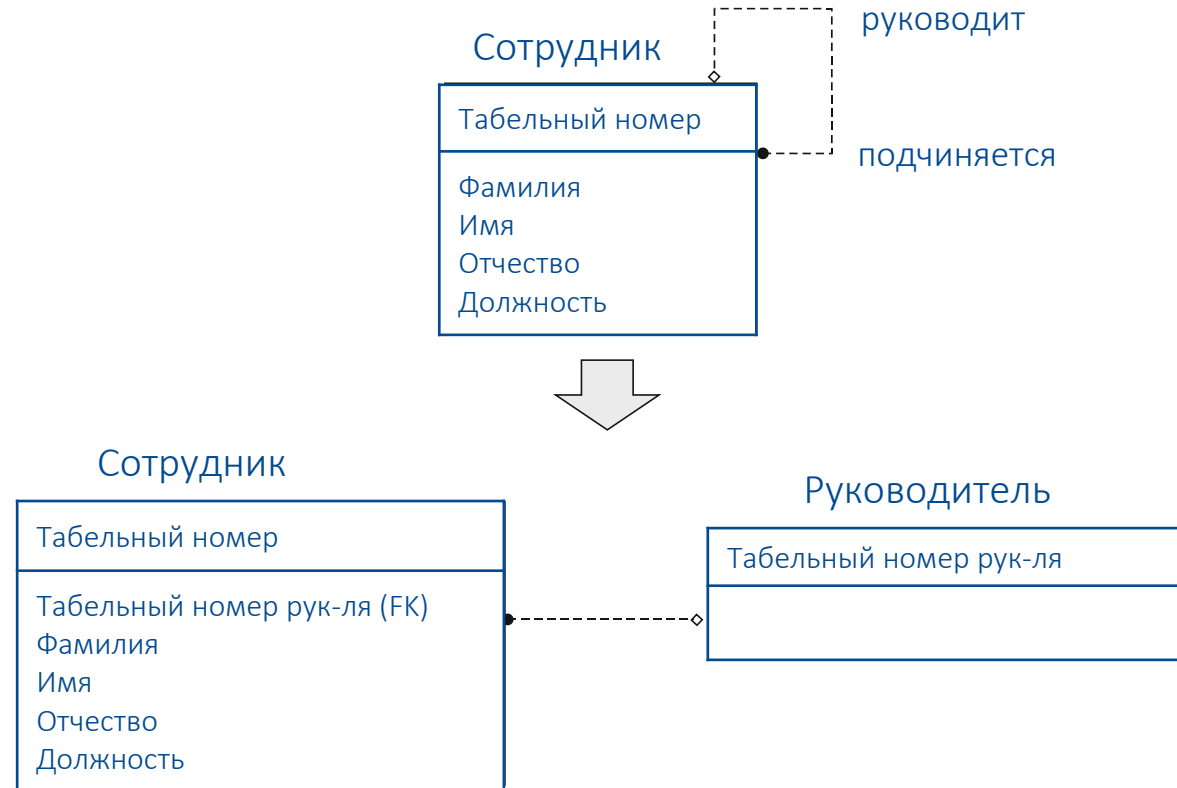 руководит
Сотрудник
Табельный номер
подчиняется
Фамилия
Имя
Отчество
Должность
Сотрудник
Руководитель
Табельный номер
Табельный номер рук-ля
Табельный номер рук-ля (FK)
Фамилия
Имя
Отчество
Должность